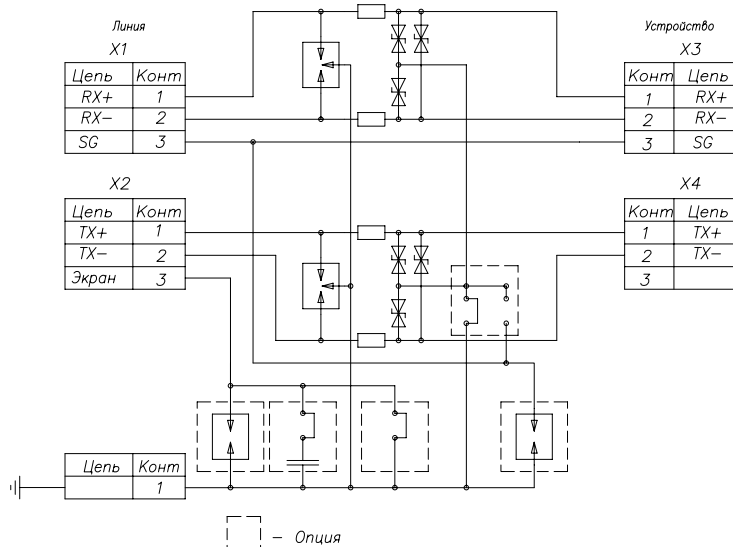 Линия
X1
Цепь Конт
RX+ 1
RX- 2
SG 3
X2
Цепь Конт
TX+ 1
TX- 2
Экран 3
Цепь Конт
1
Устройство
X3
Конт Цепь
1 RX+
2 RX-
3 SG
X4
Конт Цепь
1 TX+
2 TX-
3
- Опция